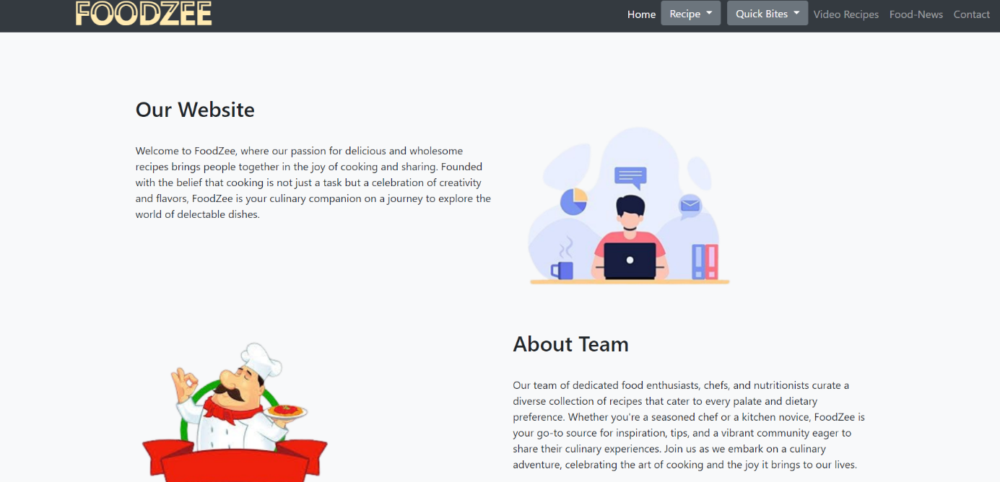 FOODZEE
Home Recipe Quick Bites Video Recipes Food-News Contact
Our Website
Welcome to FoodZee, where our passion for delicious and wholesome
recipes brings people together in the joy of cooking and sharing. Founded
with the belief that cooking is not just a task but a celebration of creativity
and flavors, FoodZee is your culinary companion on a journey to explore the
world of delectable dishes.
About Team
Our team of dedicated food enthusiasts, chefs, and nutritionists curate a
diverse collection of recipes that cater to every palate and dietary
preference. Whether you're a seasoned chef or a kitchen novice, FoodZee is
your go-to source for inspiration, tips, and a vibrant community eager to
share their culinary experiences. Join us as we embark on a culinary
adventure, celebrating the art of cooking and the joy it brings to our lives.